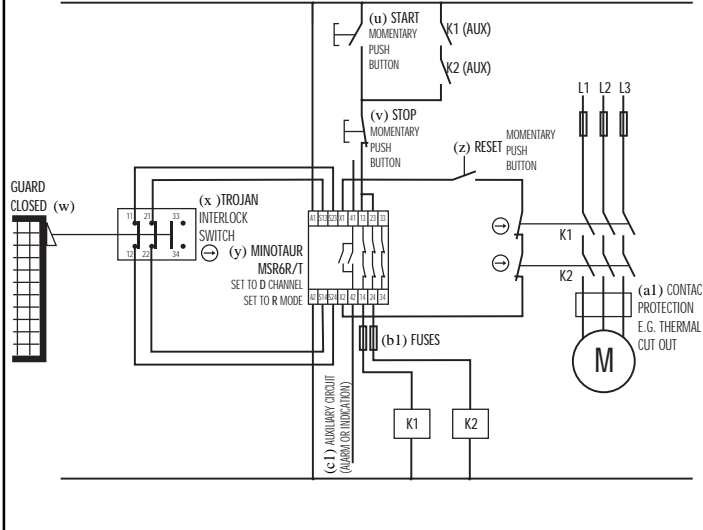 (u) START
MOMENTARY
PUSH
BUTTON
K1 (AUX)
K2 (AUX)
L1 L2 L3
(v) STOP
MOMENTARY
PUSH
BUTTON
(z) RESET
MOMENTARY
PUSH
BUTTON
GUARD
CLOSED (w)
11 21 33
12 22 34
(x )TROJAN
INTERLOCK
SWITCH
(y) MINOTAUR
MSR6R/T
SET TO D CHANNEL
SET TO R MODE
A1 S13 S23 X1 41 13 23 33
A2 S14 S24 X2 42 14 24 34
K1
K2
(a1) CONTAC
PROTECTION
E.G. THERMAL
CUT OUT
M
(b1) FUSES
(c1) AUXILIARY CIRCUIT
(ALARM OR INDICATION)
K1
K2